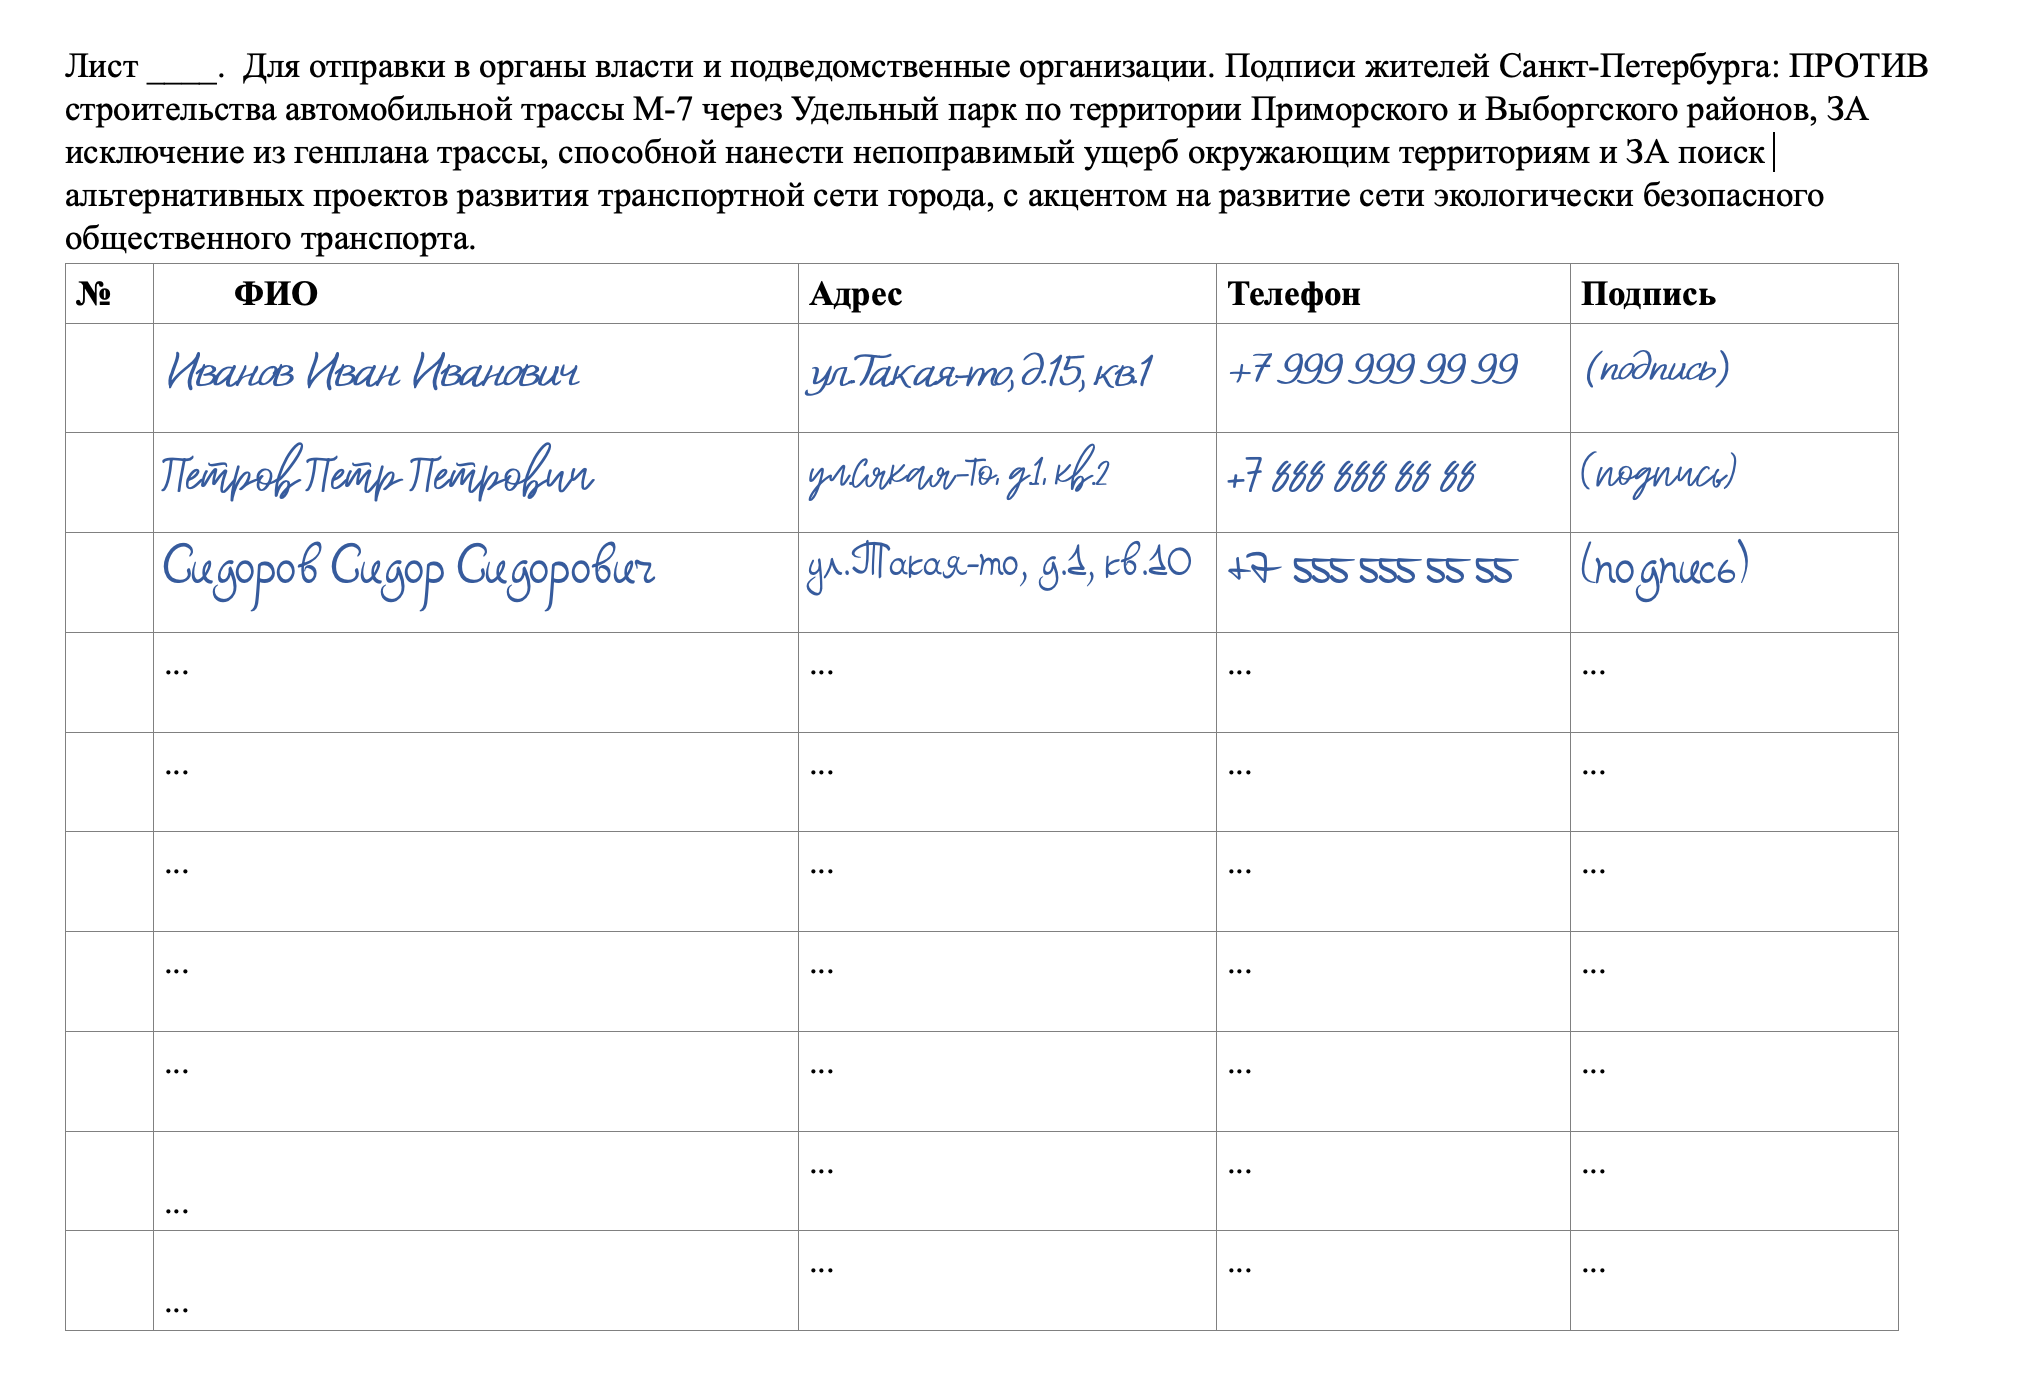 Лист ____.  Для отправки в органы власти и подведомственные организации. Подписи жителей Санкт-Петербурга: ПРОТИВ
строительства автомобильной трассы М-7 через Удельный парк по территории Приморского и Выборгского районов, ЗА
исключение из генплана трассы, способной нанести непоправимый ущерб окружающим территориям и ЗА поиск
альтернативных проектов развития транспортной сети города, с акцентом на развитие сети экологически безопасного
общественного транспорта.
№ ФИО Адрес Телефон Подпись
Иванов Иван Иванович ул.Такая-то, д.15, кв.1 +7 999 999 99 99 (подпись)
Петров Петр Петрович ул.Сякая-То, д.1, кв.2 +7 888 888 88 88 (подпись)
Сидоров Сидор Сидорович ул.Такая-то, д.1, кв.10 +7 555 555 55 55 (подпись)
... ... ... ...
... ... ... ...
... ... ... ...
... ... ... ...
... ... ... ...
... ... ... ...
... ... ... ...